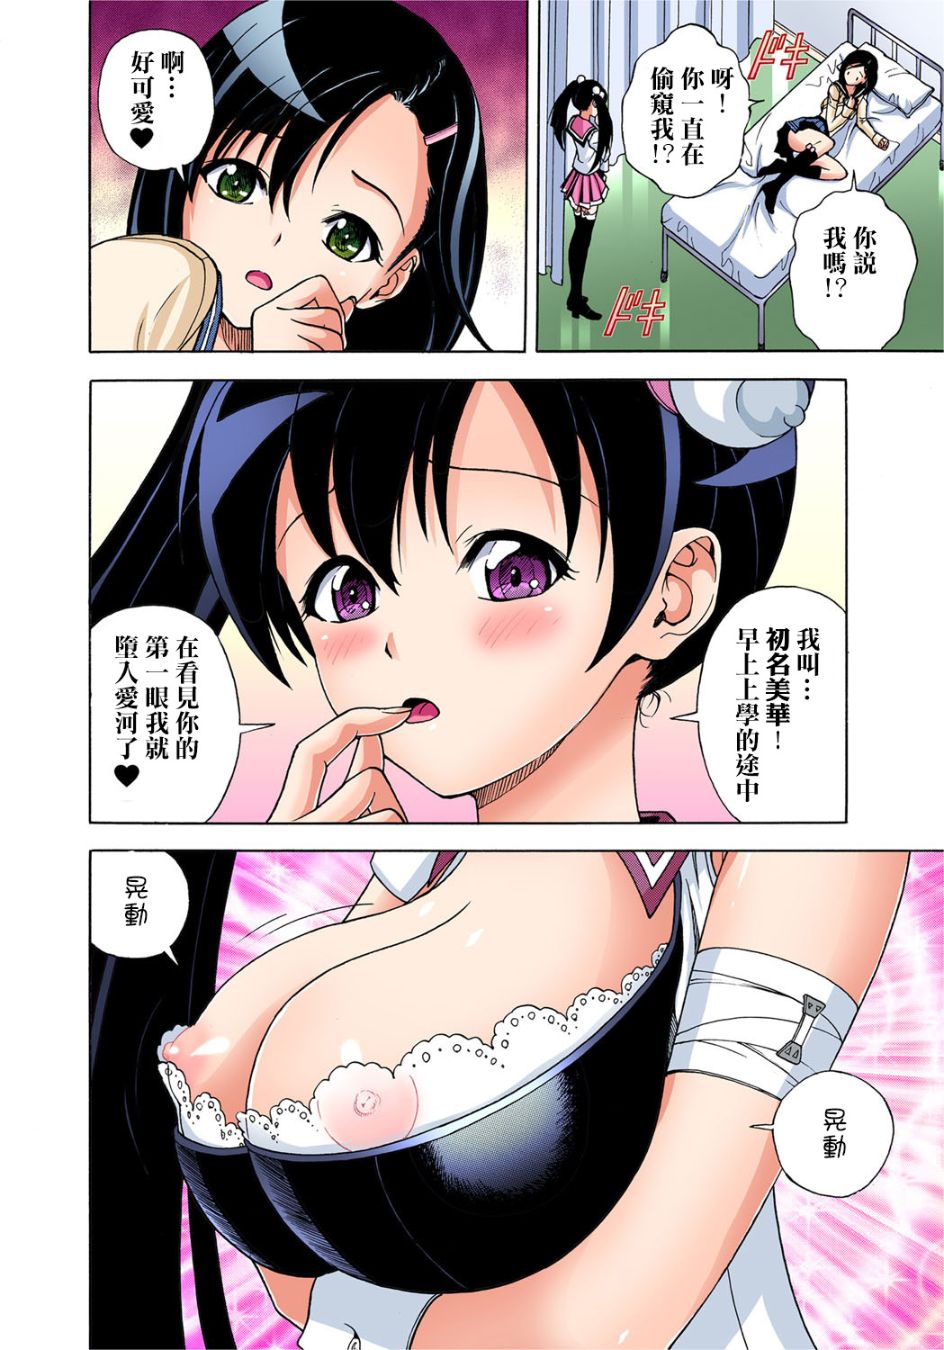 呀！
你一直在
偷窺我!?
你說
我嗎!?
ドキ
ドキ
啊…
好可愛♥
我叫…
初名美華！
早上上學的途中
在看見你的
第一眼我就
墮入愛河了♥
晃動
晃動